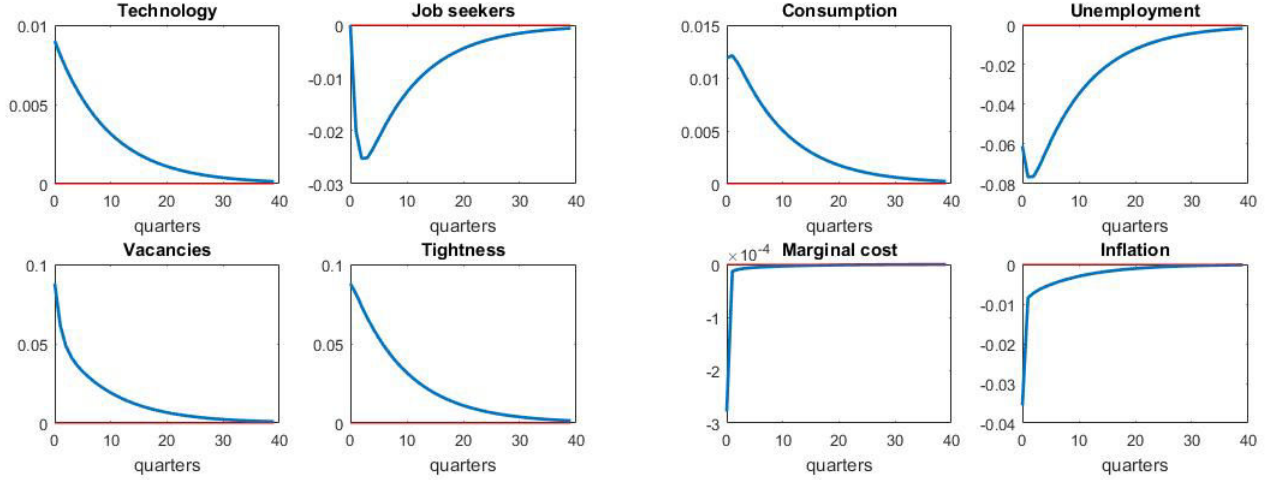 Technology
0.01
0.005
0
0 10 20 30 40
quarters
Job seekers
0
-0.01
-0.02
-0.03
0 10 20 30 40
quarters
Consumption
0.015
0.01
0.005
0
0 10 20 30 40
quarters
Unemployment
0
-0.02
-0.04
-0.06
-0.08
0 10 20 30 40
quarters
Vacancies
0.1
0.05
0
0 10 20 30 40
quarters
Tightness
0.1
0.05
0
0 10 20 30 40
quarters
×10-4 Marginal cost
0
-1
-2
-3
0 10 20 30 40
quarters
Inflation
0
-0.01
-0.02
-0.03
-0.04
0 10 20 30 40
quarters